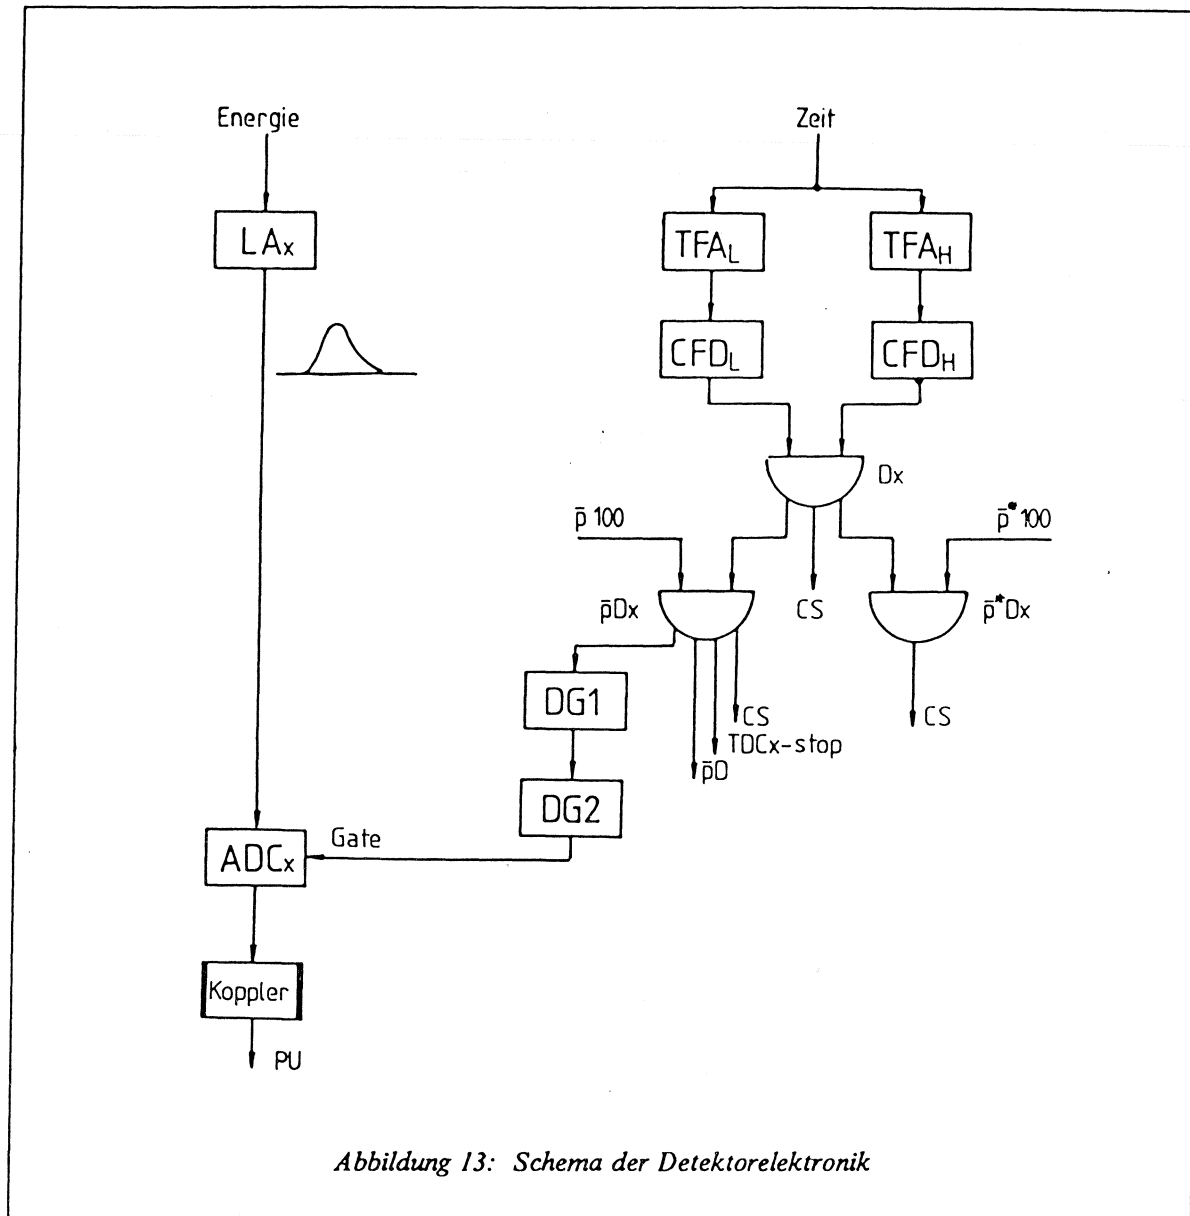 Energie
Zeit
LAx
TFAL
TFAH
CFDL
CFDH
Dx
p̄ 100
p̄* 100
p̄Dx
CS
p̄*Dx
DG1
CS
CS
TDCx-stop
p̄D
DG2
Gate
ADCx
Koppler
PU
Abbildung 13: Schema der Detektorelektronik